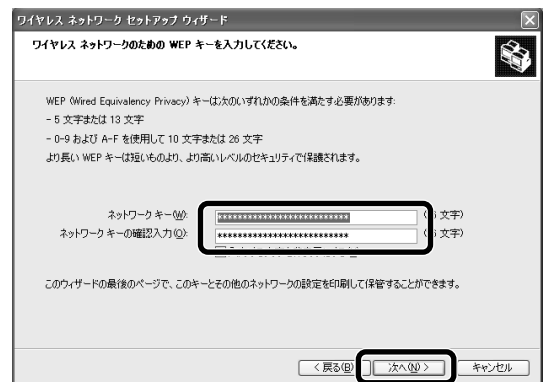 ワイヤレス ネットワーク セットアップ ウィザード
ワイヤレス ネットワークのための WEP キーを入力してください。
WEP (Wired Equivalency Privacy) キーは次のいずれかの条件を満たす必要があります:
- 5 文字または 13 文字
- 0-9 および A-F を使用して 10 文字または 26 文字
より長い WEP キーは短いものより、より高いレベルのセキュリティで保護されます。
ネットワーク キー(W): ************************** 文字)
ネットワーク キーの確認入力(O): ************************** 文字)
このウィザードの最後のページで、このキーとその他のネットワークの設定を印刷して保管することができます。
< 戻る(B) 次へ(N) > キャンセル